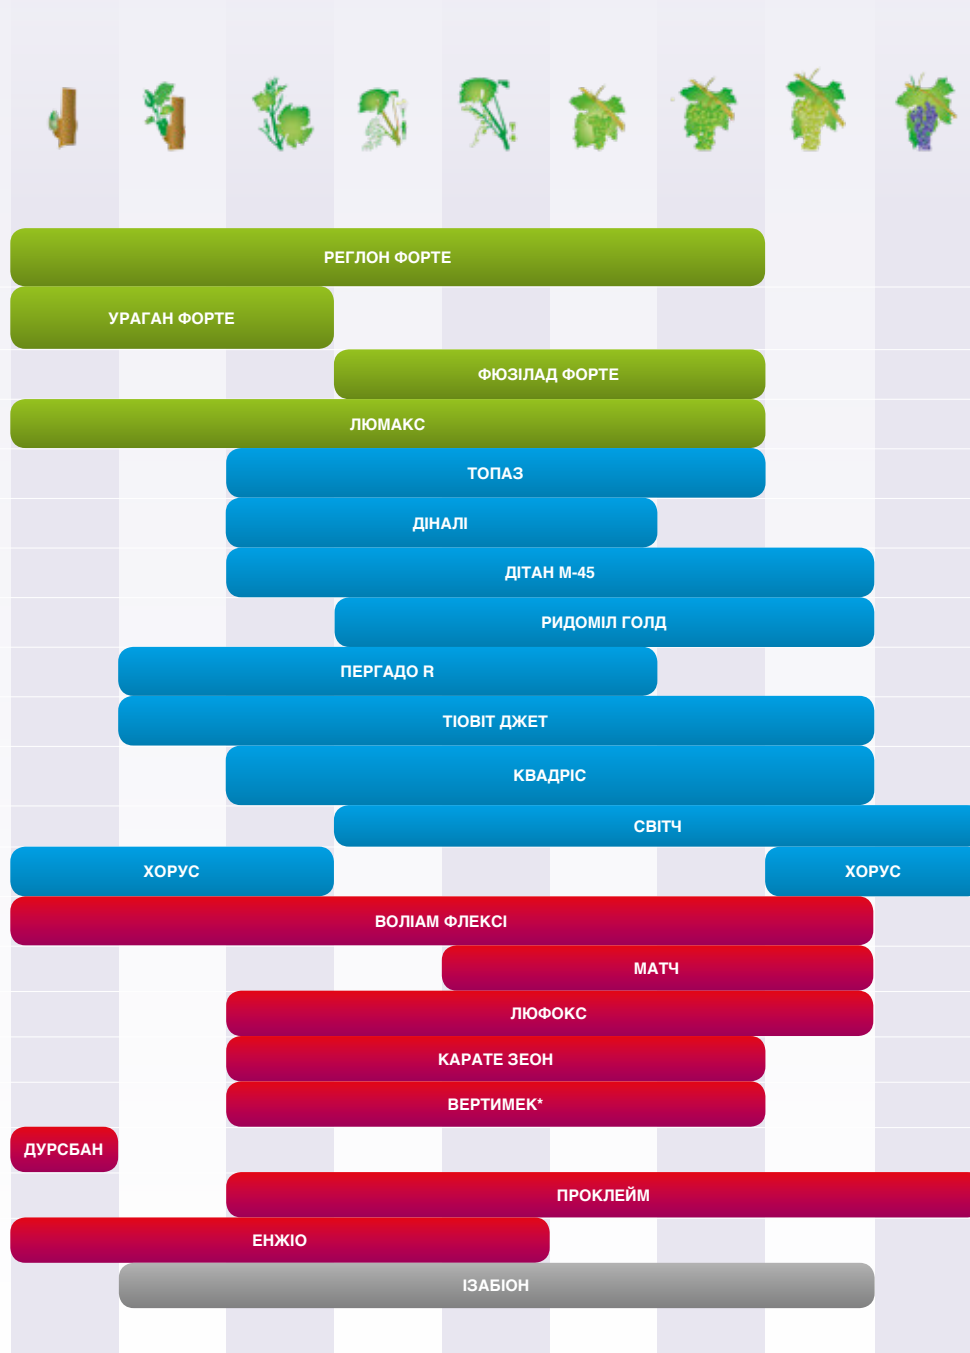 РЕГЛОН ФОРТЕ
УРАГАН ФОРТЕ
ФЮЗІЛАД ФОРТЕ
ЛЮМАКС
ТОПАЗ
ДІНАЛІ
ДІТАН М-45
РИДОМІЛ ГОЛД
ПЕРГАДО R
ТІОВІТ ДЖЕТ
КВАДРІС
СВІТЧ
ХОРУС ХОРУС
ВОЛІАМ ФЛЕКСІ
МАТЧ
ЛЮФОКС
КАРАТЕ ЗЕОН
ВЕРТИМЕК*
ДУРСБАН
ПРОКЛЕЙМ
ЕНЖІО
ІЗАБІОН